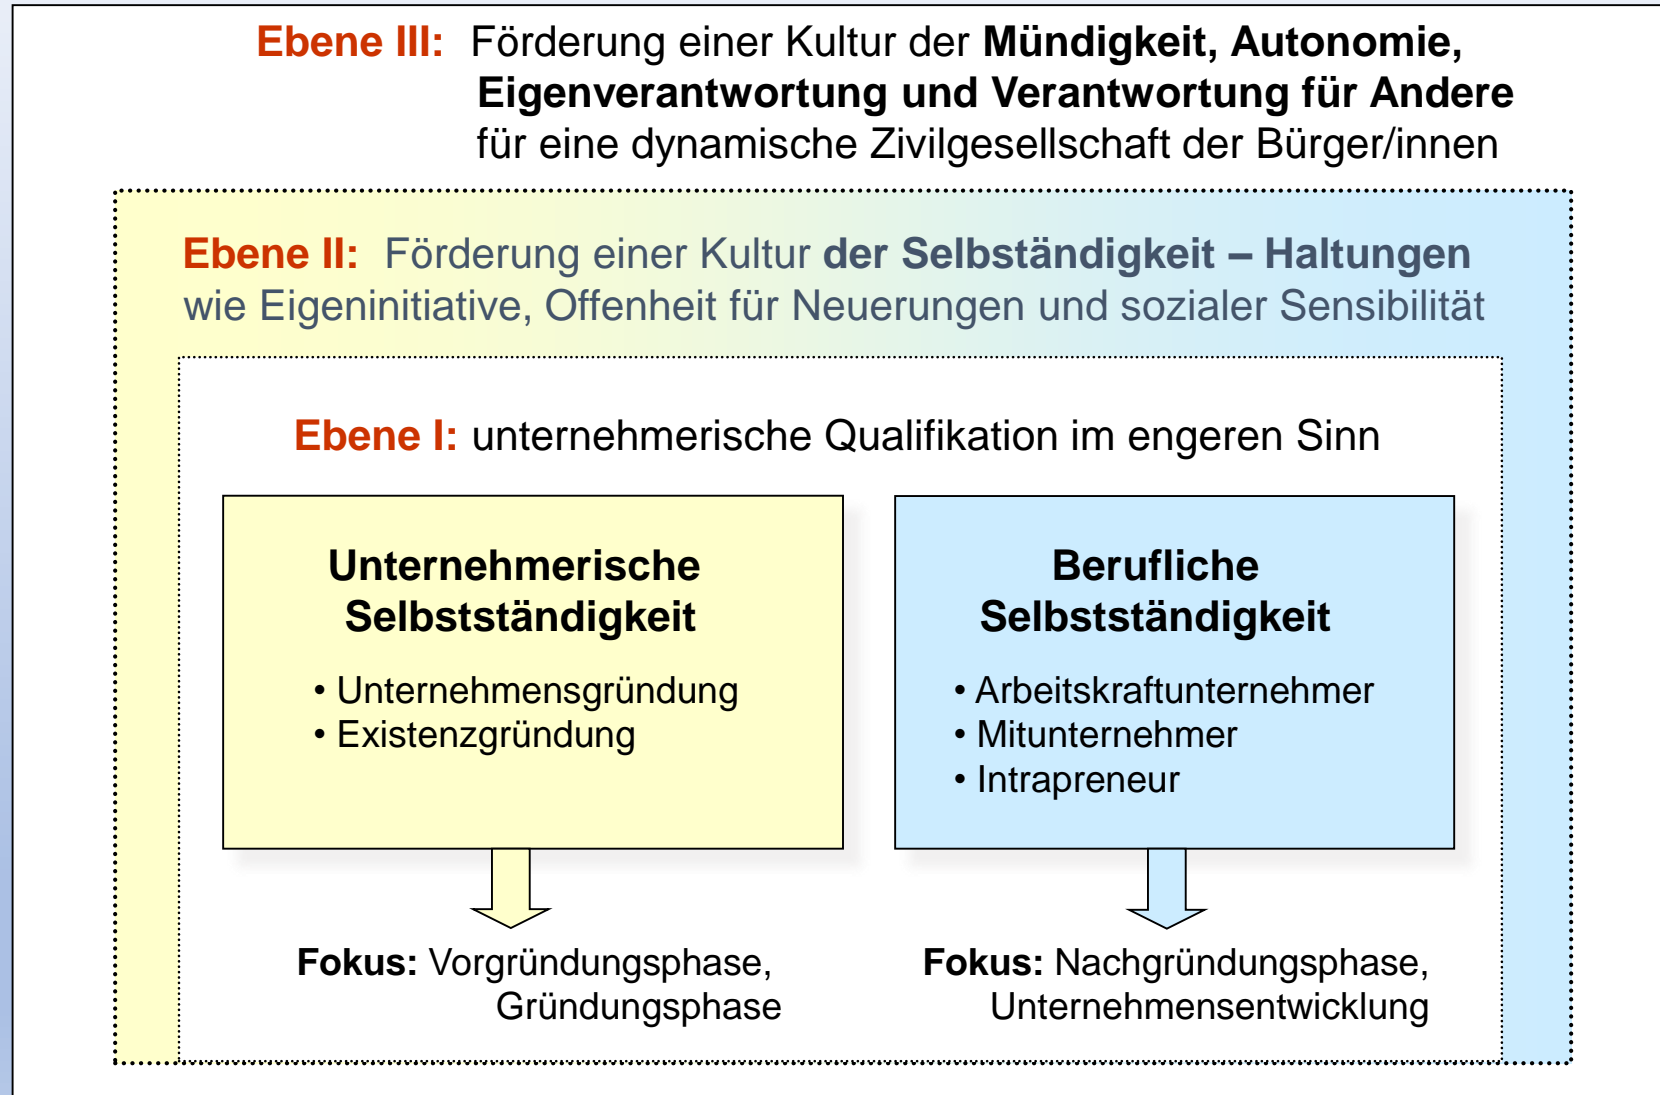 Ebene III: Förderung einer Kultur der Mündigkeit, Autonomie,
Eigenverantwortung und Verantwortung für Andere
für eine dynamische Zivilgesellschaft der Bürger/innen
Ebene II: Förderung einer Kultur der Selbständigkeit – Haltungen
wie Eigeninitiative, Offenheit für Neuerungen und sozialer Sensibilität
Ebene I: unternehmerische Qualifikation im engeren Sinn
Unternehmerische
Selbstständigkeit
• Unternehmensgründung
• Existenzgründung
Fokus: Vorgründungsphase,
Gründungsphase
Berufliche
Selbstständigkeit
• Arbeitskraftunternehmer
• Mitunternehmer
• Intrapreneur
Fokus: Nachgründungsphase,
Unternehmensentwicklung